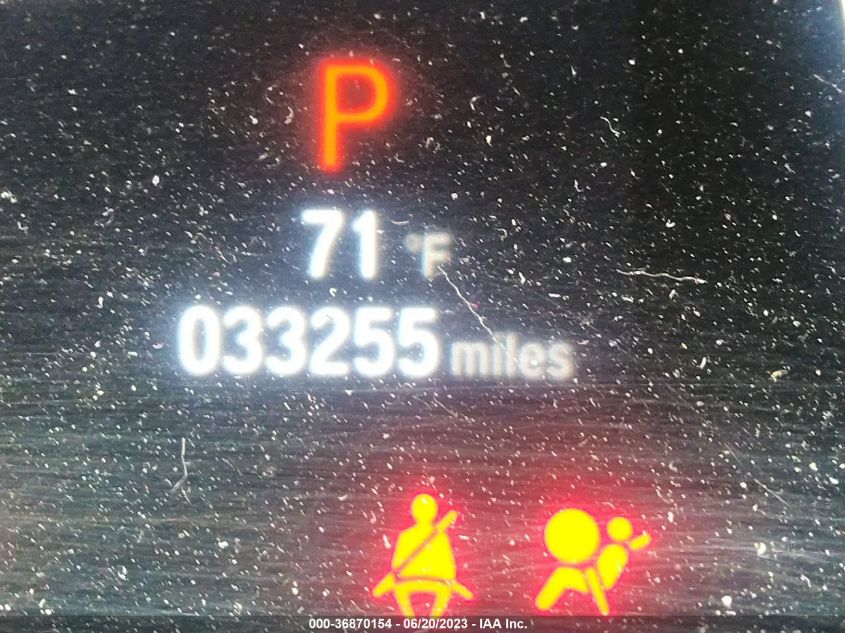 P
71 °F
033255 miles
000-36870154 - 06/20/2023 - IAA Inc.